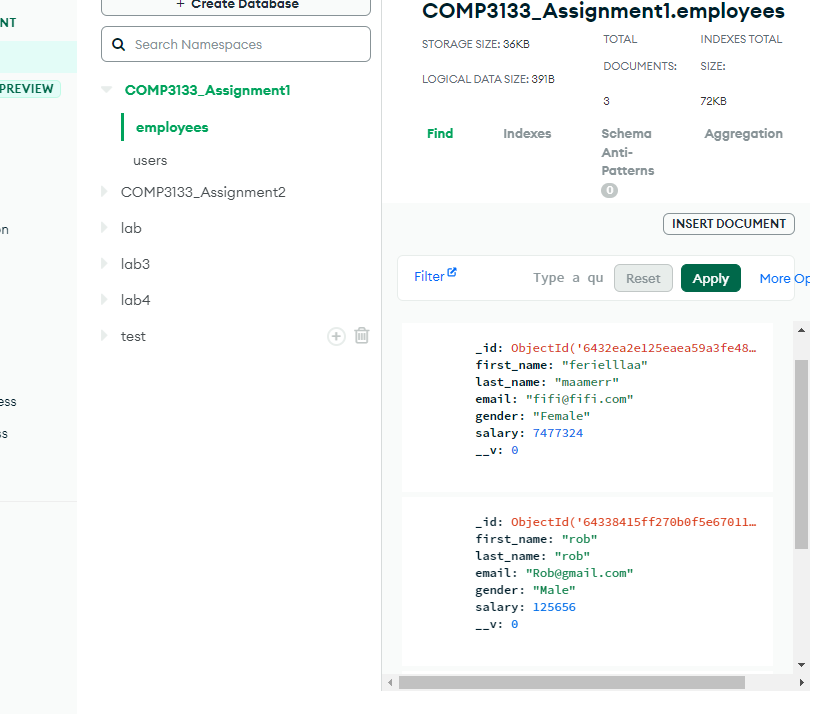 NT
PREVIEW
n
ess
s
+ Create Database
Search Namespaces
COMP3133_Assignment1
employees
users
COMP3133_Assignment2
lab
lab3
lab4
test
COMP3133_Assignment1.employees
STORAGE SIZE: 36KB
LOGICAL DATA SIZE: 391B
TOTAL
DOCUMENTS:
3
INDEXES TOTAL
SIZE:
72KB
Find
Indexes
Schema
Anti-
Patterns
0
Aggregation
INSERT DOCUMENT
Filter
Type a qu
Reset
Apply
More Op
_id: ObjectId('6432ea2e125eaea59a3fe48…
first_name: "ferielllaa"
last_name: "maamerr"
email: "fifi@fifi.com"
gender: "Female"
salary: 7477324
__v: 0
_id: ObjectId('64338415ff270b0f5e67011…
first_name: "rob"
last_name: "rob"
email: "Rob@gmail.com"
gender: "Male"
salary: 125656
__v: 0